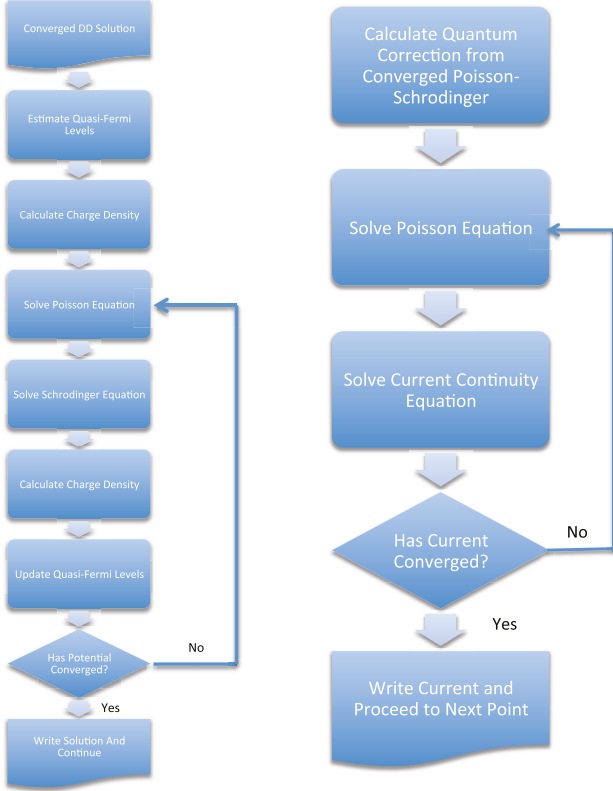 Converged DD Solution
Estimate Quasi-Fermi
Levels
Calculate Charge Density
Solve Poisson Equation
Solve Schrodinger Equation
Calculate Charge Density
Update Quasi-Fermi Levels
Has Potential
Converged?
No
Yes
Write Solution And
Continue
Calculate Quantum
Correction from
Converged Poisson-
Schrodinger
Solve Poisson Equation
Solve Current Continuity
Equation
Has Current
Converged?
No
Yes
Write Current and
Proceed to Next Point